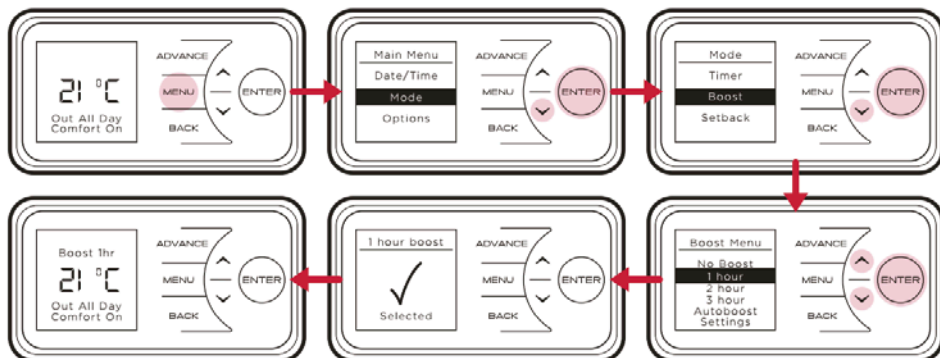 21 °C
Out All Day
Comfort On
ADVANCE
MENU
BACK
ENTER
Main Menu
Date/Time
Mode
Options
ADVANCE
MENU
BACK
ENTER
Mode
Timer
Boost
Setback
ADVANCE
MENU
BACK
ENTER
Boost Menu
No Boost
1 hour
2 hour
3 hour
Autoboost
Settings
ADVANCE
MENU
BACK
ENTER
1 hour boost
Selected
ADVANCE
MENU
BACK
ENTER
Boost 1hr
21 °C
Out All Day
Comfort On
ADVANCE
MENU
BACK
ENTER